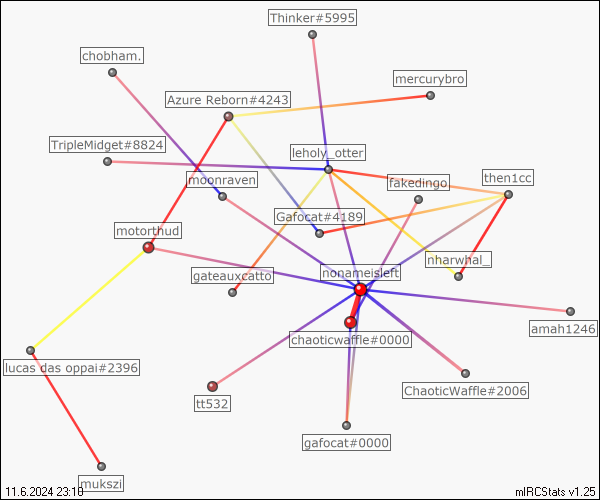 Thinker#5995
chobham.
mercurybro
Azure Reborn#4243
TripleMidget#8824
leholy_otter
moonraven
fakedingo
then1cc
Gafocat#4189
motorthud
nharwhal_
nonameisleft
gateauxcatto
chaoticwaffle#0000
amah1246
lucas das oppai#2396
ChaoticWaffle#2006
tt532
gafocat#0000
mukszi
11.6.2024 23:10
mIRCStats v1.25